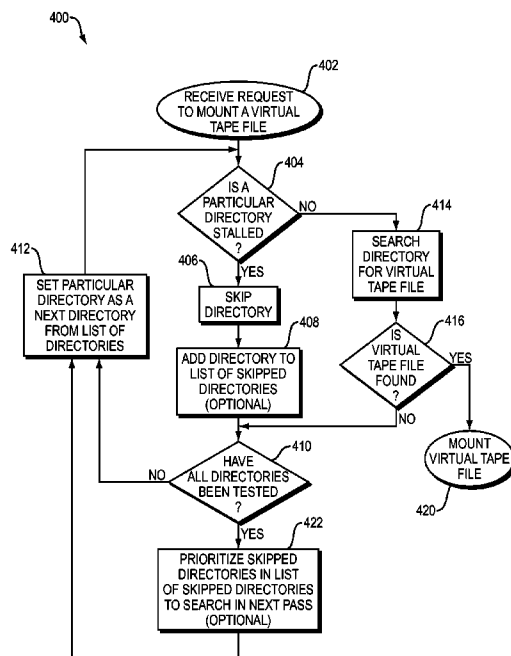 400
402
RECEIVE REQUEST
TO MOUNT A VIRTUAL
TAPE FILE
404
IS A
PARTICULAR
DIRECTORY
STALLED
?
NO
YES
414
SEARCH
DIRECTORY
FOR VIRTUAL
TAPE FILE
412
SET PARTICULAR
DIRECTORY AS A
NEXT DIRECTORY
FROM LIST OF
DIRECTORIES
406
SKIP
DIRECTORY
408
ADD DIRECTORY TO
LIST OF SKIPPED
DIRECTORIES
(OPTIONAL)
416
IS
VIRTUAL
TAPE FILE
FOUND
?
YES
NO
MOUNT
VIRTUAL TAPE
FILE
420
410
HAVE
ALL DIRECTORIES
BEEN TESTED
?
NO
YES
422
PRIORITIZE SKIPPED
DIRECTORIES IN LIST
OF SKIPPED DIRECTORIES
TO SEARCH IN NEXT PASS
(OPTIONAL)